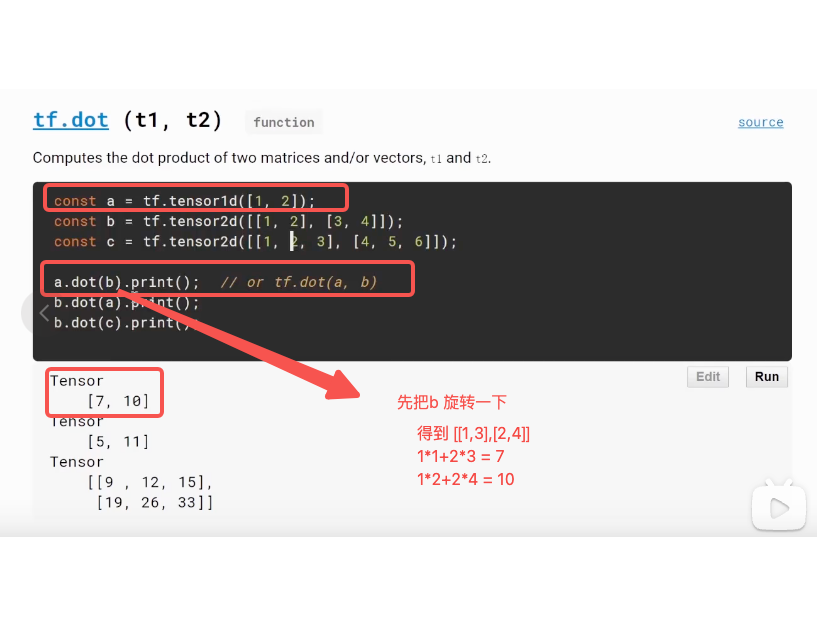 tf.dot (t1, t2) function source
Computes the dot product of two matrices and/or vectors, t1 and t2.
const a = tf.tensor1d([1, 2]);
const b = tf.tensor2d([[1, 2], [3, 4]]);
const c = tf.tensor2d([[1, 2, 3], [4, 5, 6]]);
a.dot(b).print(); // or tf.dot(a, b)
b.dot(a).print();
b.dot(c).print();
Edit Run
Tensor
[7, 10]
Tensor
[5, 11]
Tensor
[[9 , 12, 15],
[19, 26, 33]]
先把b 旋转一下
得到 [[1,3],[2,4]]
1*1+2*3 = 7
1*2+2*4 = 10